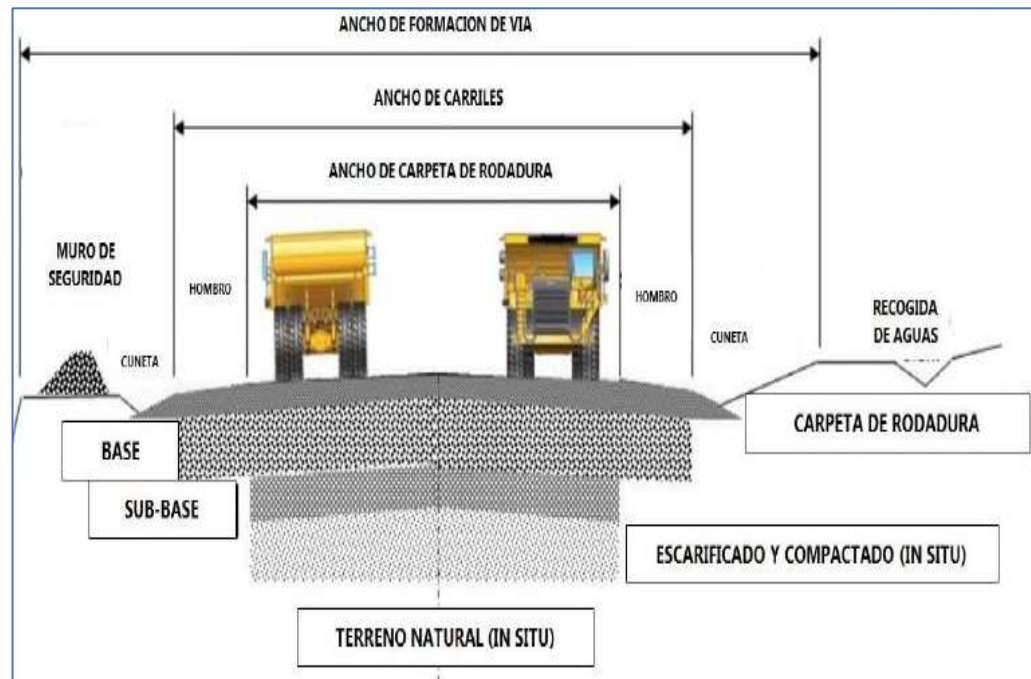 ANCHO DE FORMACION DE VIA
ANCHO DE CARRILES
ANCHO DE CARPETA DE RODADURA
MURO DE
SEGURIDAD
HOMBRO
HOMBRO
RECOGIDA
DE AGUAS
CUNETA
CUNETA
CARPETA DE RODADURA
BASE
SUB-BASE
ESCARIFICADO Y COMPACTADO (IN SITU)
TERRENO NATURAL (IN SITU)